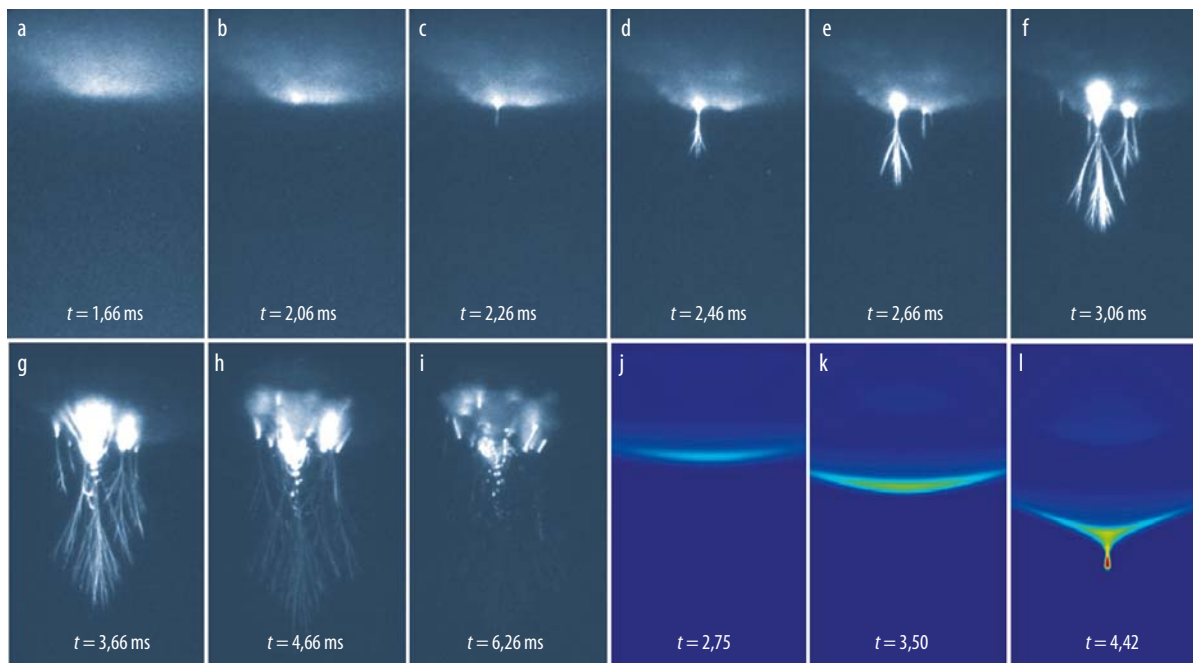 a
b
c
d
e
f
t = 1,66 ms
t = 2,06 ms
t = 2,26 ms
t = 2,46 ms
t = 2,66 ms
t = 3,06 ms
g
h
i
j
k
l
t = 3,66 ms
t = 4,66 ms
t = 6,26 ms
t = 2,75
t = 3,50
t = 4,42